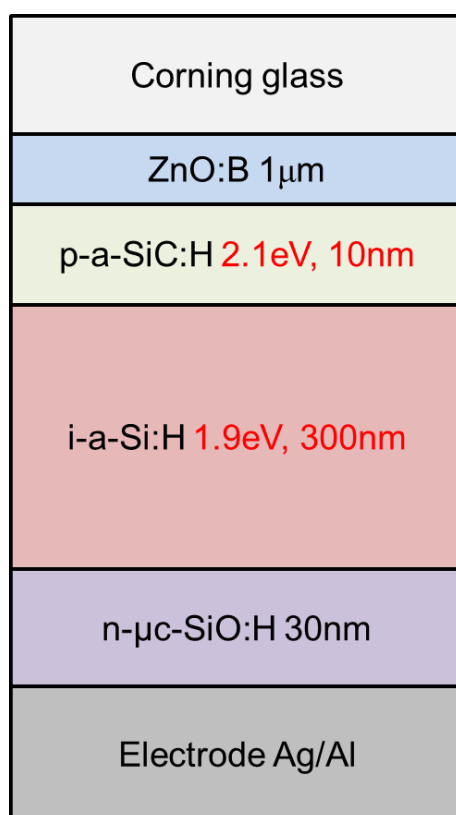 Corning glass
ZnO:B 1μm
p-a-SiC:H 2.1eV, 10nm
i-a-Si:H 1.9eV, 300nm
n-μc-SiO:H 30nm
Electrode Ag/Al